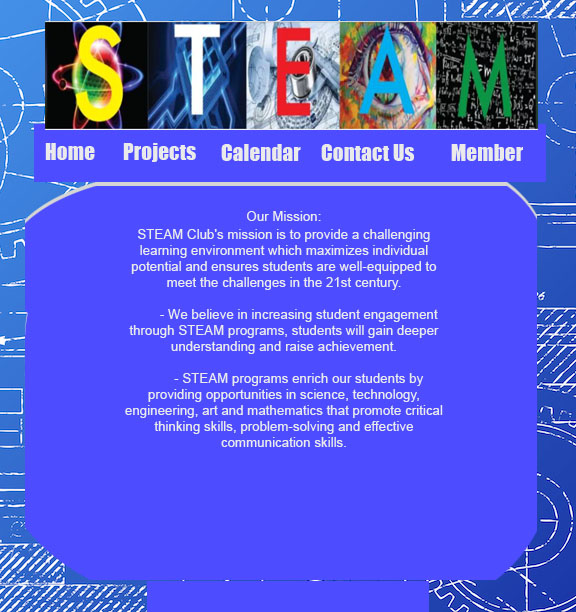 STEAM
Home Projects Calendar Contact Us Member
Our Mission:
STEAM Club's mission is to provide a challenging
learning environment which maximizes individual
potential and ensures students are well-equipped to
meet the challenges in the 21st century.
- We believe in increasing student engagement
through STEAM programs, students will gain deeper
understanding and raise achievement.
- STEAM programs enrich our students by
providing opportunities in science, technology,
engineering, art and mathematics that promote critical
thinking skills, problem-solving and effective
communication skills.